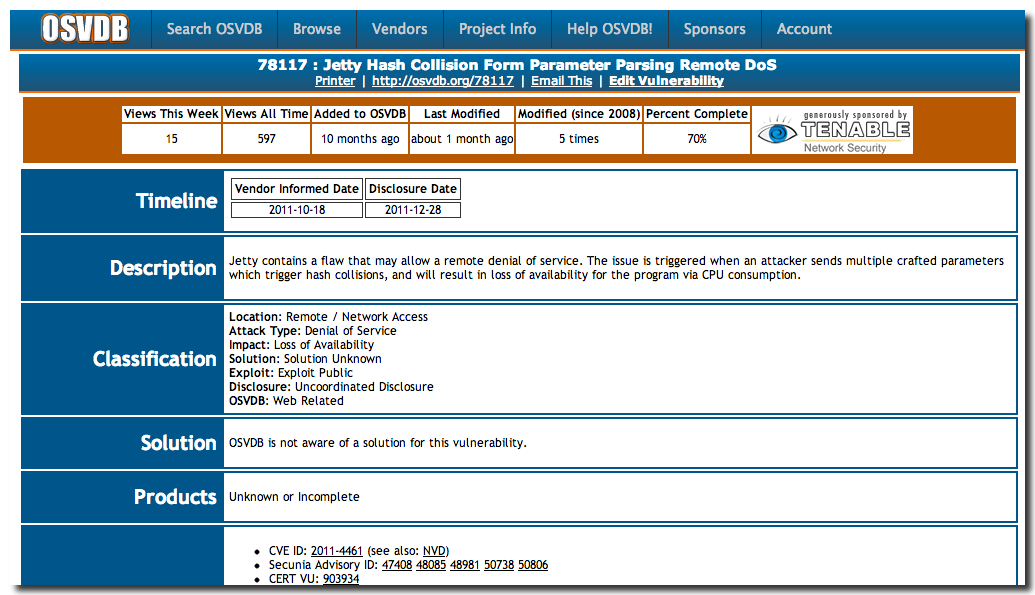 OSVDB Search OSVDB Browse Vendors Project Info Help OSVDB! Sponsors Account
78117 : Jetty Hash Collision Form Parameter Parsing Remote DoS
Printer | http://osvdb.org/78117 | Email This | Edit Vulnerability
Views This Week Views All Time Added to OSVDB Last Modified Modified (since 2008) Percent Complete
15 597 10 months ago about 1 month ago 5 times 70%
generously sponsored by
TENABLE
Network Security
Timeline
Vendor Informed Date Disclosure Date
2011-10-18 2011-12-28
Description
Jetty contains a flaw that may allow a remote denial of service. The issue is triggered when an attacker sends multiple crafted parameters
which trigger hash collisions, and will result in loss of availability for the program via CPU consumption.
Classification
Location: Remote / Network Access
Attack Type: Denial of Service
Impact: Loss of Availability
Solution: Solution Unknown
Exploit: Exploit Public
Disclosure: Uncoordinated Disclosure
OSVDB: Web Related
Solution
OSVDB is not aware of a solution for this vulnerability.
Products
Unknown or Incomplete
• CVE ID: 2011-4461 (see also: NVD)
• Secunia Advisory ID: 47408 48085 48981 50738 50806
• CERT VU: 903934